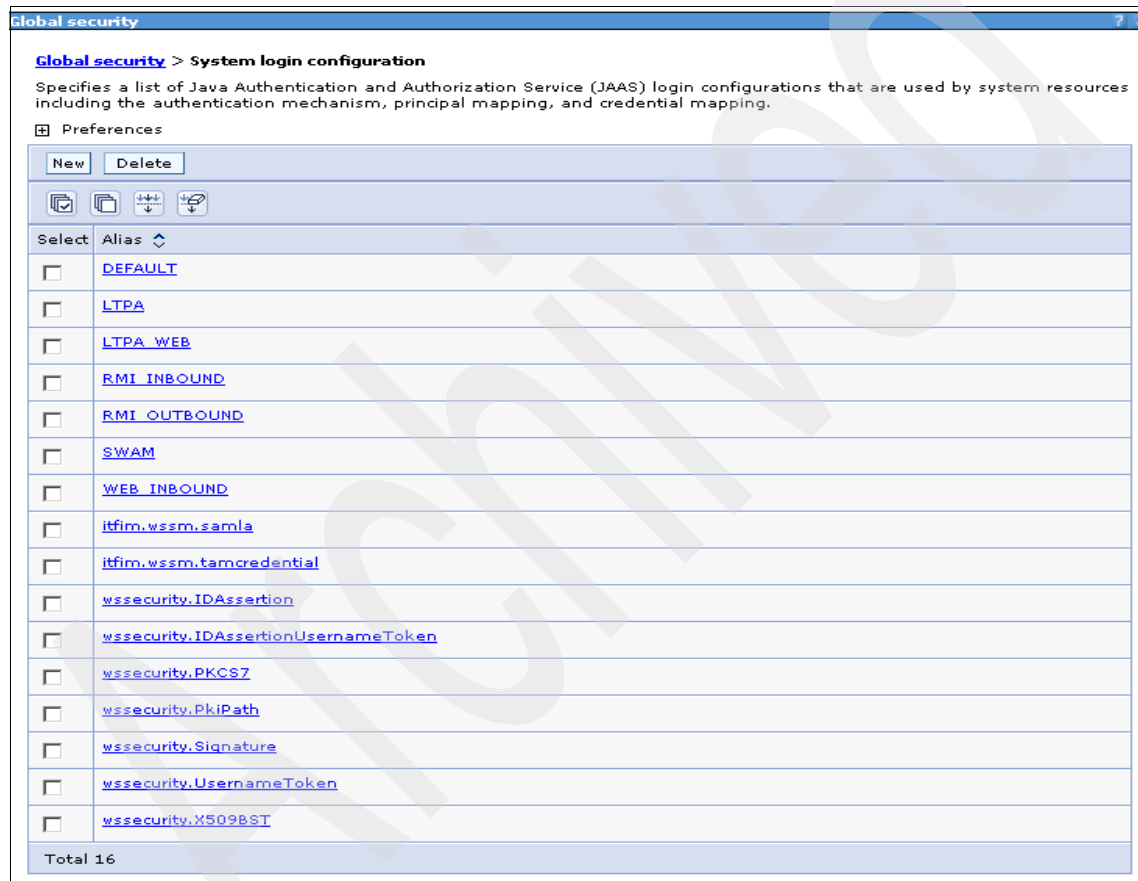 Global security
?
Global security > System login configuration
Specifies a list of Java Authentication and Authorization Service (JAAS) login configurations that are used by system resources
including the authentication mechanism, principal mapping, and credential mapping.
Preferences
New Delete
Select Alias
DEFAULT
LTPA
LTPA_WEB
RMI_INBOUND
RMI_OUTBOUND
SWAM
WEB_INBOUND
itfim.wssm.samla
itfim.wssm.tamcredential
wssecurity.IDAssertion
wssecurity.IDAssertionUsernameToken
wssecurity.PKCS7
wssecurity.PkiPath
wssecurity.Signature
wssecurity.UsernameToken
wssecurity.X509BST
Total 16
Archived